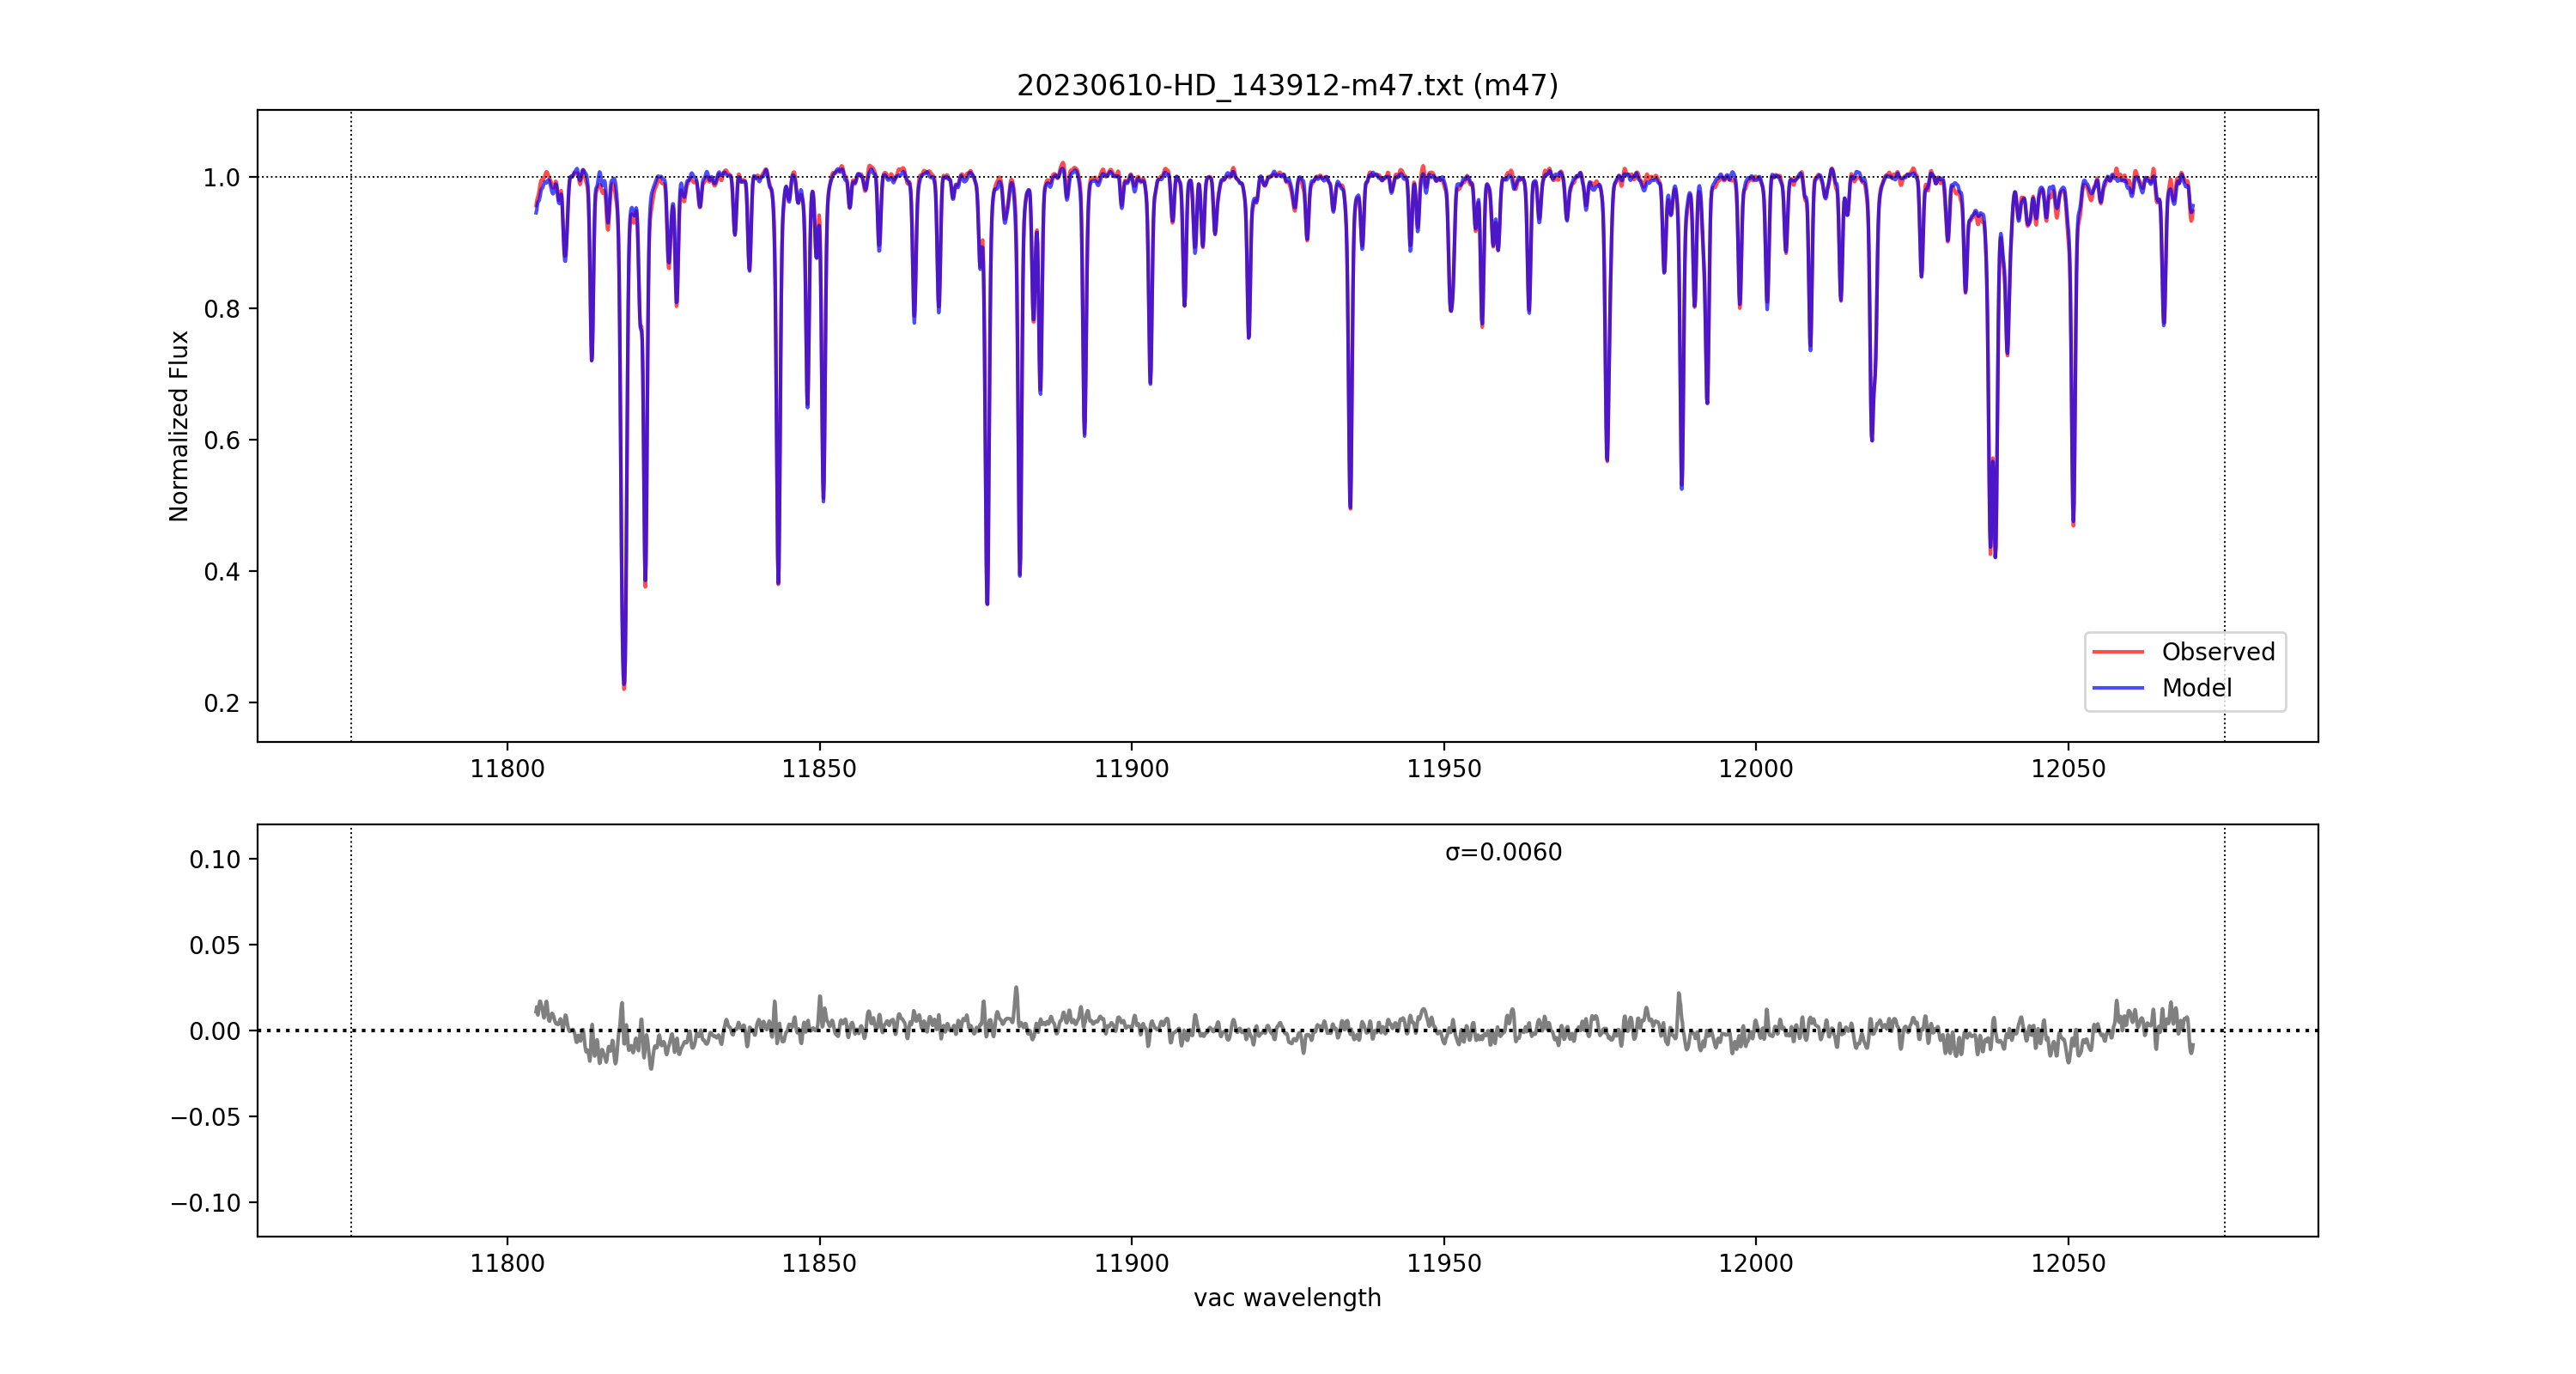 20230610-HD_143912-m47.txt (m47)
Normalized Flux
1.0
0.8
0.6
0.4
0.2
Observed
Model
11800 11850 11900 11950 12000 12050
σ=0.0060
0.10
0.05
0.00
−0.05
−0.10
11800 11850 11900 11950 12000 12050
vac wavelength